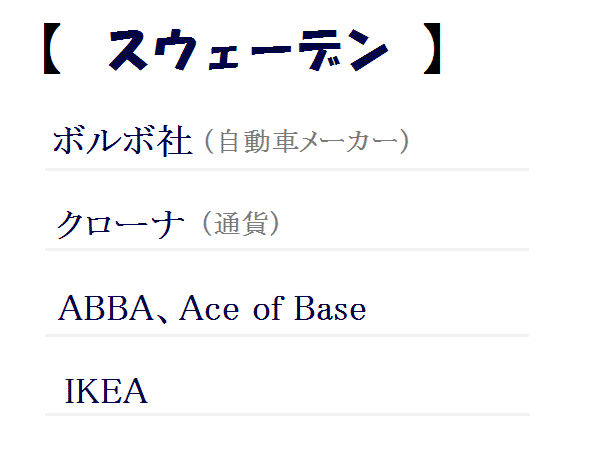 【 スウェーデン 】
ボルボ社（自動車メーカー）
クローナ（通貨）
ABBA、Ace of Base
IKEA